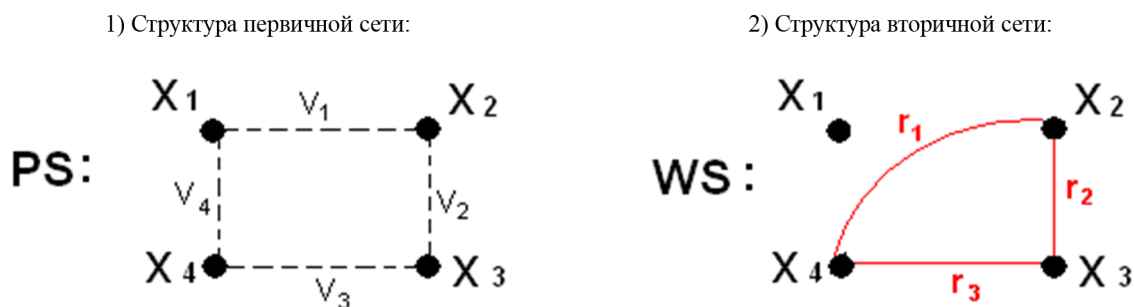 1) Структура первичной сети:
2) Структура вторичной сети:
PS:
X1
V1
X2
V4
V2
X4
V3
X3
WS:
X1
r1
X2
r2
X4
r3
X3